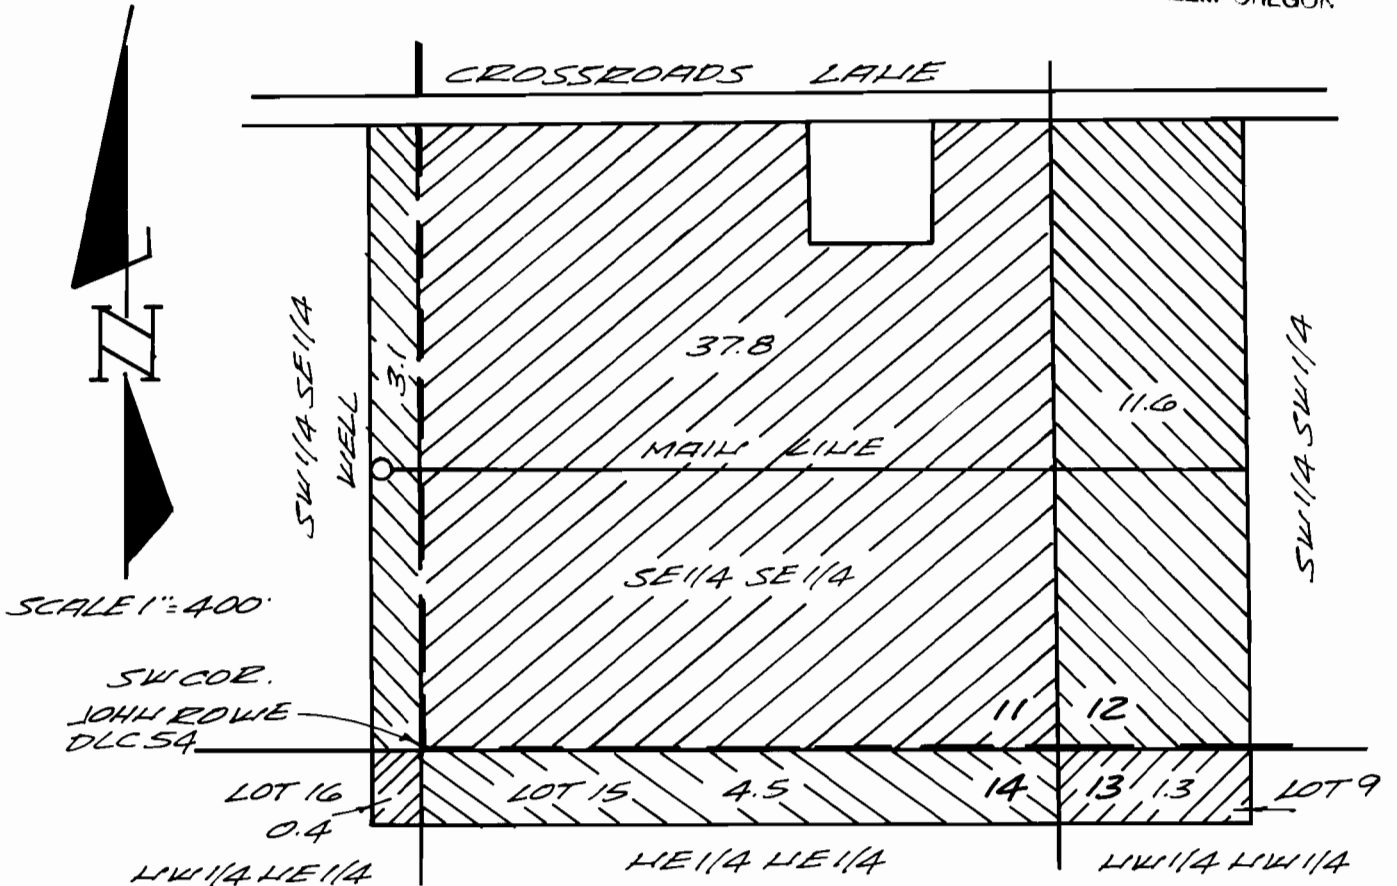 OREGON
CROSSROADS LANE
N
SW1/4 SE1/4
WELL
3.1
37.8
11.6
SW1/4 SW1/4
MAIN LINE
SE1/4 SE1/4
SCALE 1"=400'
SW COR.
JOHN ROWE
DLC 54
11 12
LOT 16
0.4
LOT 15 4.5 14 13 1.3 LOT 9
NW1/4 NE1/4 NE1/4 NE1/4 NW1/4 NW1/4